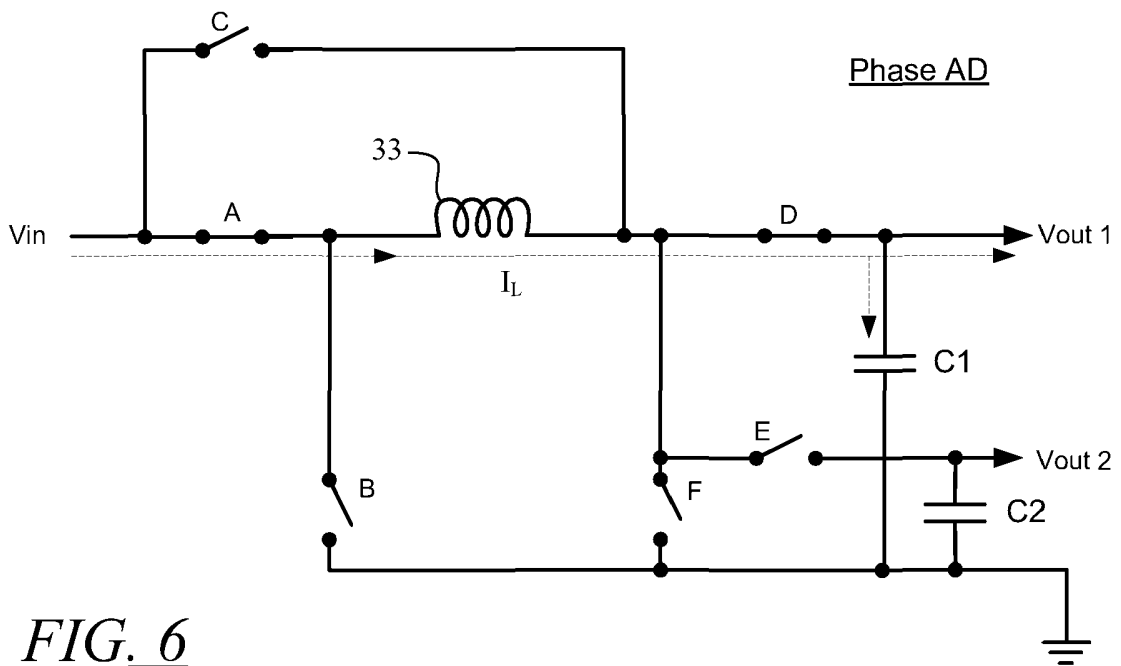 C
Phase AD
33
A
D
Vin
Vout 1
I_L
C1
E
Vout 2
B
F
C2
FIG. 6